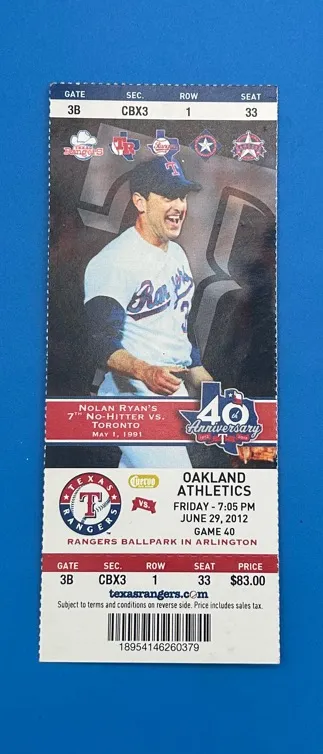 GATE SEC. ROW SEAT
3B CBX3 1 33
Rangers
Rangers
NOLAN RYAN'S
7TH NO-HITTER VS.
TORONTO
MAY 1, 1991
40
Anniversary
TEXAS
RANGERS
T
VS.
OAKLAND
ATHLETICS
FRIDAY - 7:05 PM
JUNE 29, 2012
GAME 40
RANGERS BALLPARK IN ARLINGTON
GATE SEC. ROW SEAT PRICE
3B CBX3 1 33 $83.00
texasrangers.com
Subject to terms and conditions on reverse side. Price includes sales tax.
18954146260379